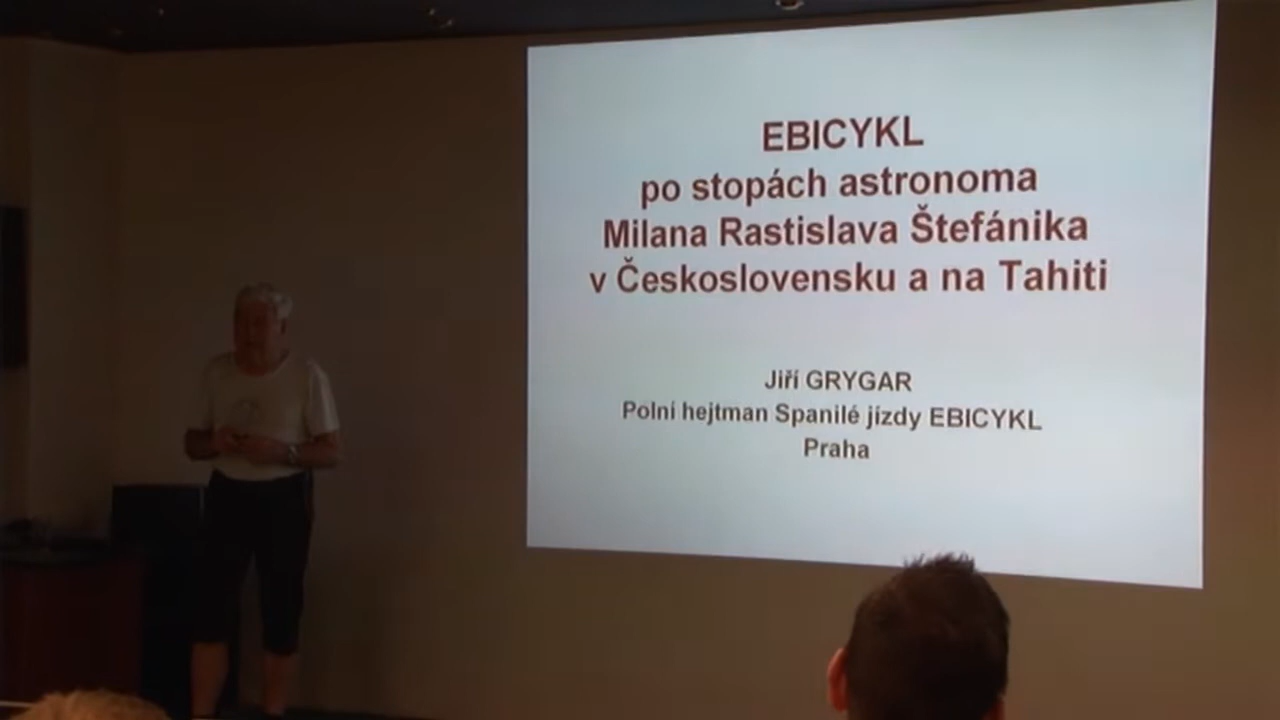 EBICYKL
po stopách astronoma
Milana Rastislava Štefánika
v Československu a na Tahiti
Jiří GRYGAR
Polní hejtman Spanilé jízdy EBICYKL
Praha